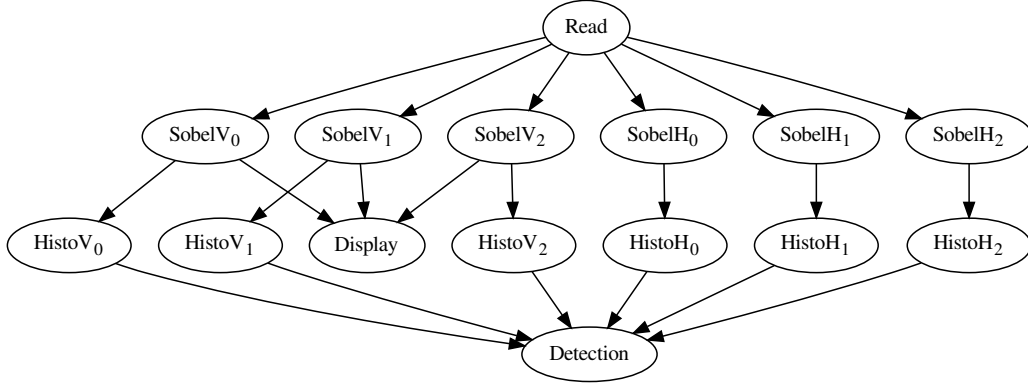 Read
SobelV0 SobelV1 SobelV2 SobelH0 SobelH1 SobelH2
HistoV0 HistoV1 Display HistoV2 HistoH0 HistoH1 HistoH2
Detection